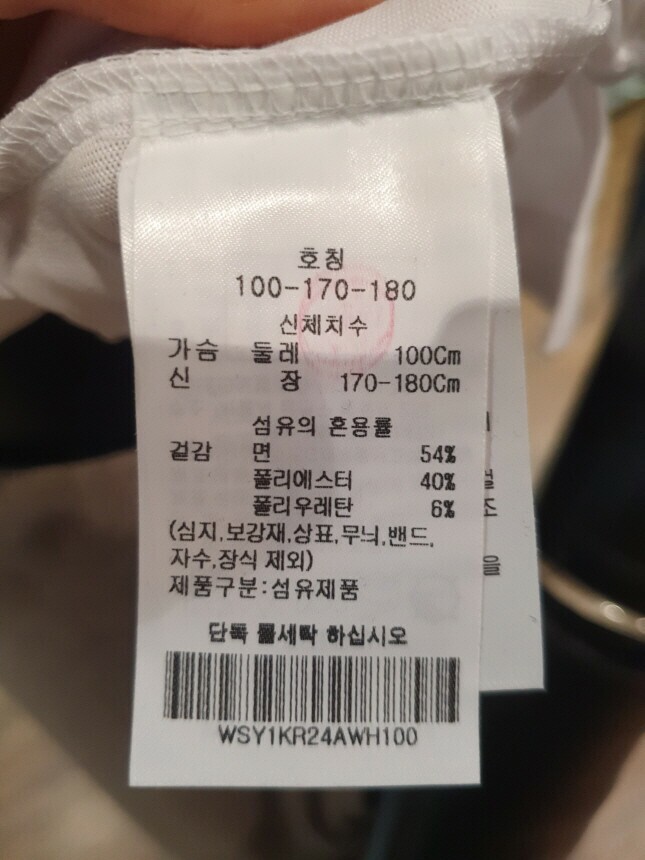 호칭
100-170-180
신체치수
가슴 둘레 100Cm
신 장 170-180Cm
섬유의 혼용률
겉감 면 54%
폴리에스터 40%
폴리우레탄 6%
(심지,보강재,상표,무늬,밴드,
자수,장식 제외)
제품구분:섬유제품
단독 물세탁 하십시오
WSY1KR24AWH100
조
을